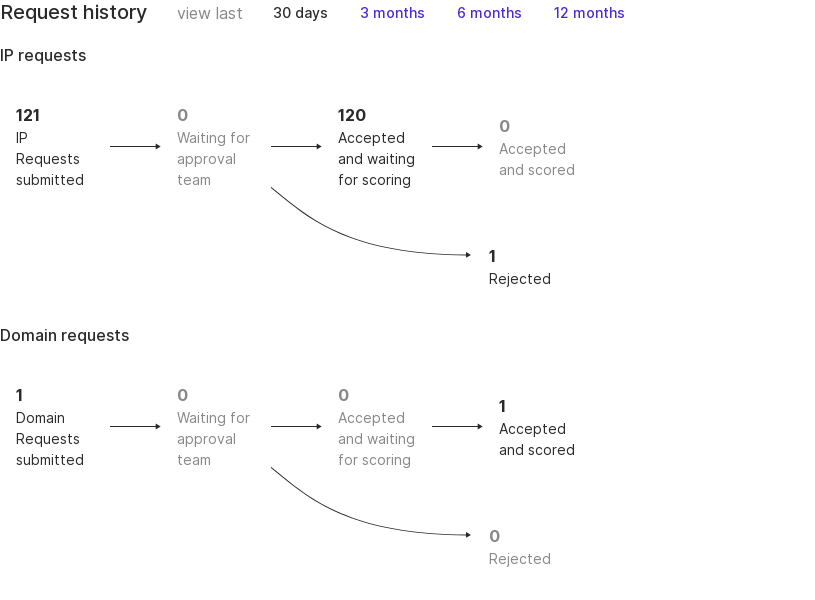 Request history view last 30 days 3 months 6 months 12 months
IP requests
121
IP
Requests
submitted
0
Waiting for
approval
team
120
Accepted
and waiting
for scoring
0
Accepted
and scored
1
Rejected
Domain requests
1
Domain
Requests
submitted
0
Waiting for
approval
team
0
Accepted
and waiting
for scoring
1
Accepted
and scored
0
Rejected